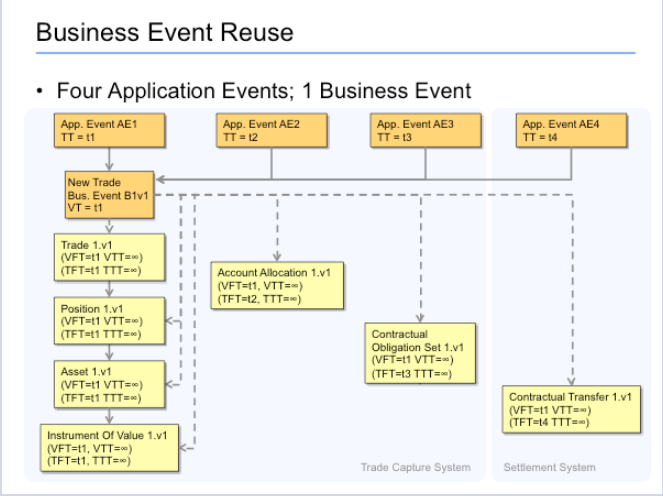 Business Event Reuse
• Four Application Events; 1 Business Event
App. Event AE1
TT = t1
App. Event AE2
TT = t2
App. Event AE3
TT = t3
App. Event AE4
TT = t4
New Trade
Bus. Event B1v1
VT = t1
Trade 1.v1
(VFT=t1 VTT=∞)
(TFT=t1 TTT=∞)
Account Allocation 1.v1
(VFT=t1, VTT=∞)
(TFT=t2, TTT=∞)
Position 1.v1
(VFT=t1 VTT=∞)
(TFT=t1 TTT=∞)
Contractual
Obligation Set 1.v1
(VFT=t1 VTT=∞)
(TFT=t3 TTT=∞)
Asset 1.v1
(VFT=t1 VTT=∞)
(TFT=t1 TTT=∞)
Contractual Transfer 1.v1
(VFT=t1 VTT=∞)
(TFT=t4 TTT=∞)
Instrument Of Value 1.v1
(VFT=t1, VTT=∞)
(TFT=t1, TTT=∞)
Trade Capture System
Settlement System